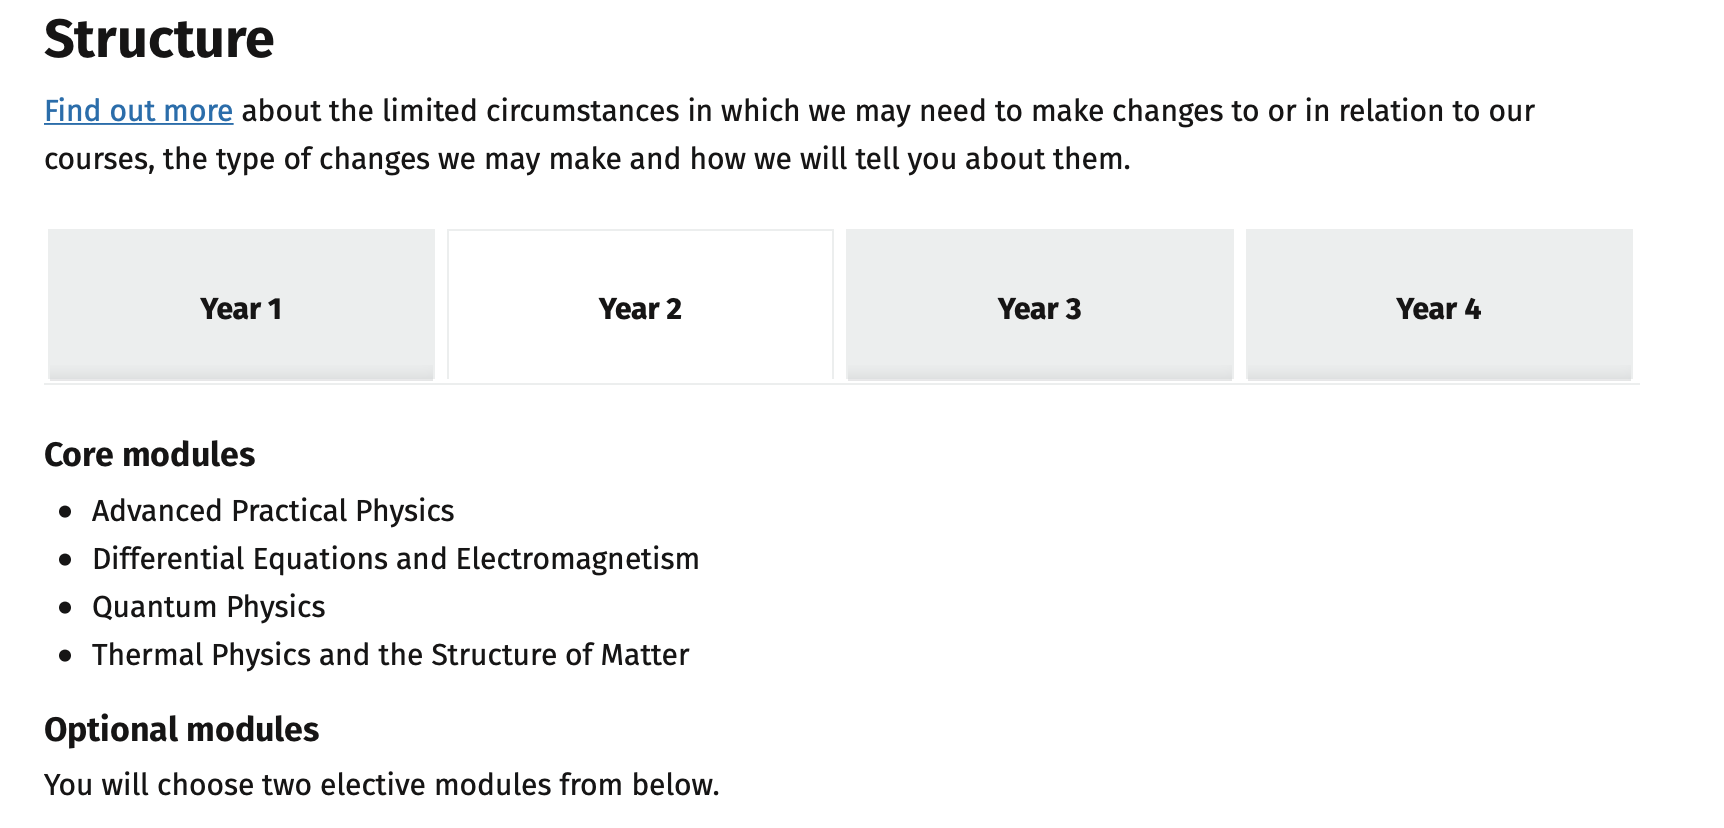 Structure
Find out more about the limited circumstances in which we may need to make changes to or in relation to our
courses, the type of changes we may make and how we will tell you about them.
Year 1
Year 2
Year 3
Year 4
Core modules
Advanced Practical Physics
Differential Equations and Electromagnetism
Quantum Physics
Thermal Physics and the Structure of Matter
Optional modules
You will choose two elective modules from below.